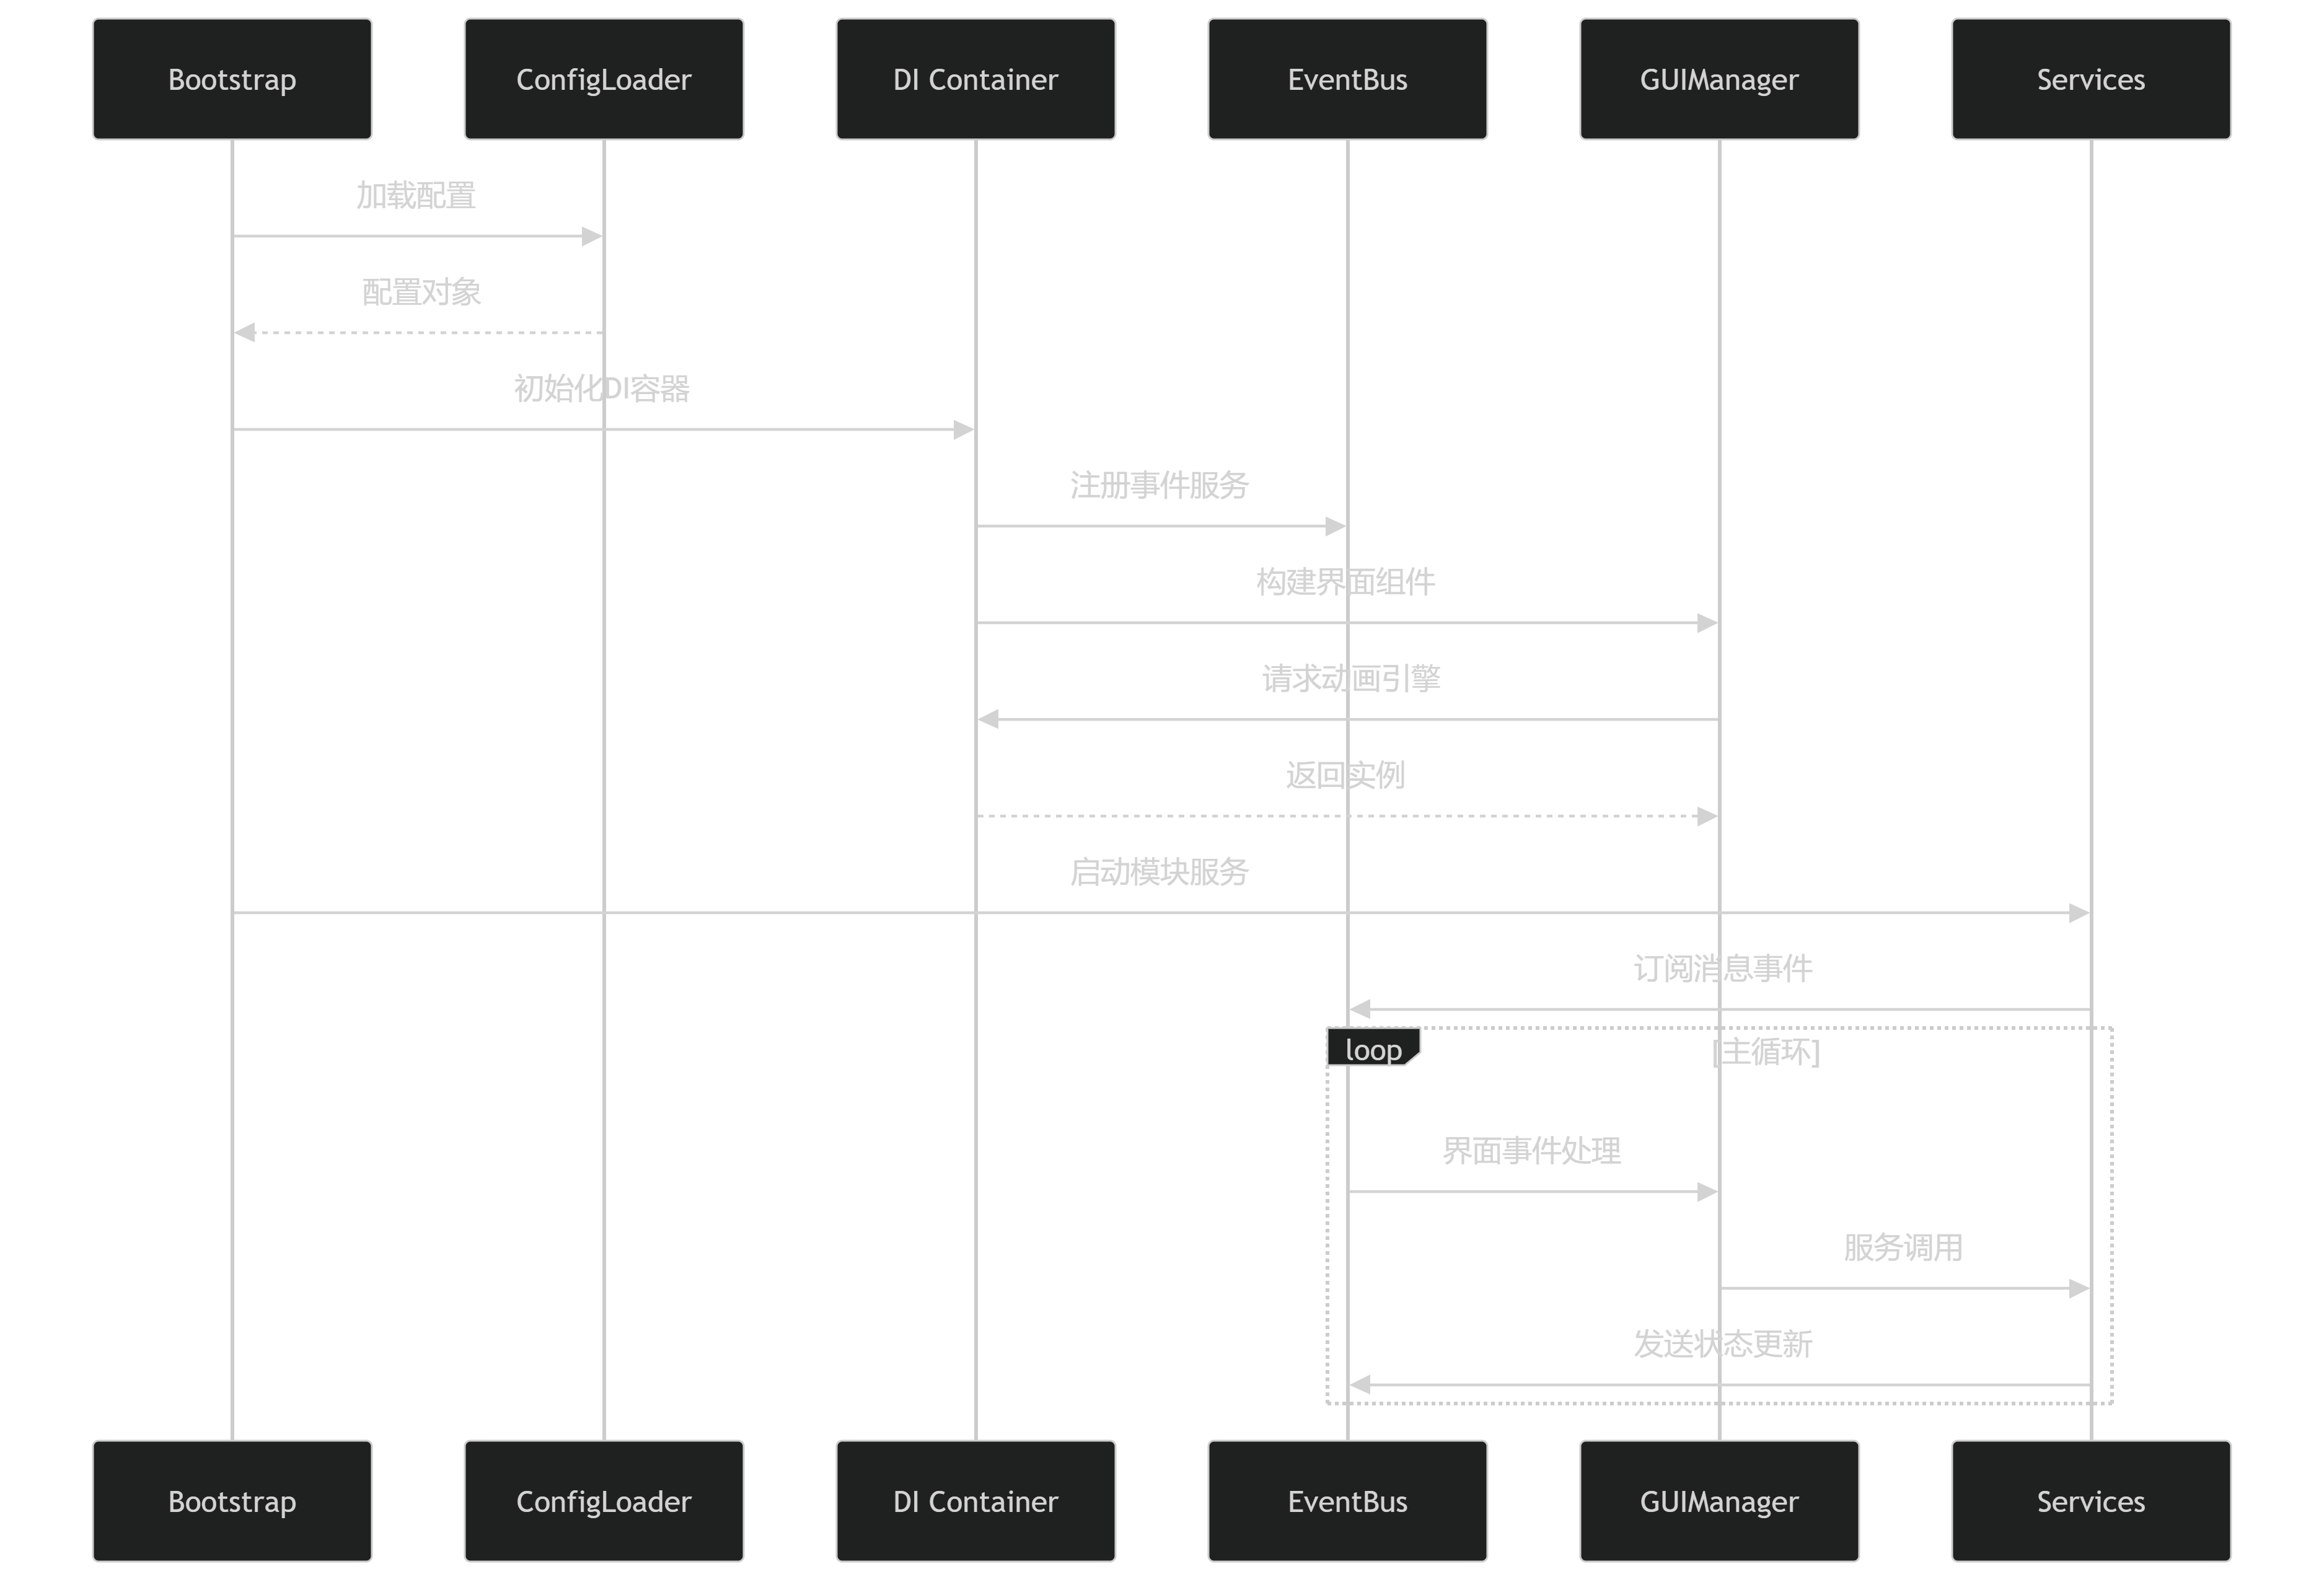 Bootstrap
ConfigLoader
DI Container
EventBus
GUIManager
Services
加载配置
配置对象
初始化DI容器
注册事件服务
构建界面组件
请求动画引擎
返回实例
启动模块服务
订阅消息事件
loop
[主循环]
界面事件处理
服务调用
发送状态更新
Bootstrap
ConfigLoader
DI Container
EventBus
GUIManager
Services